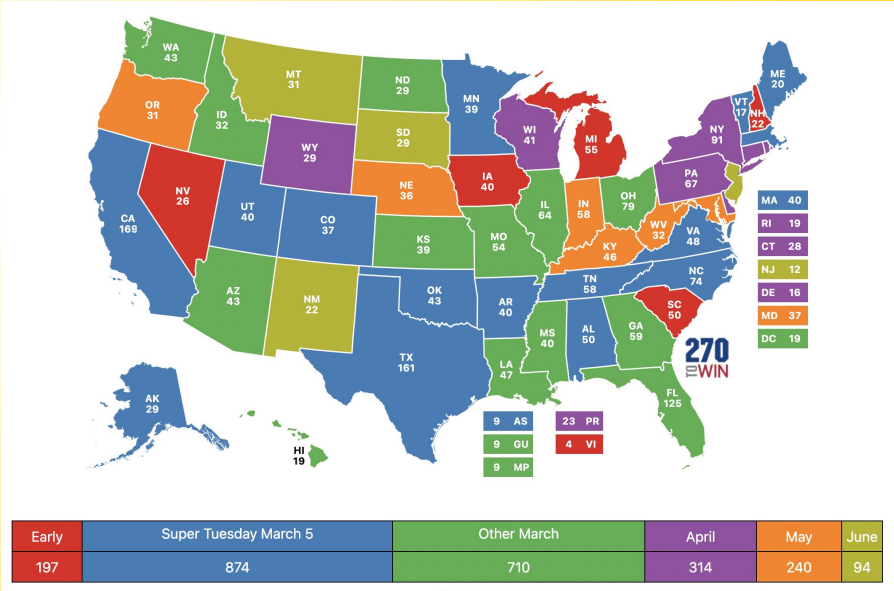 WA
43
OR
31
ID
32
MT
31
ND
29
SD
29
WY
29
NE
36
NV
26
UT
40
CA
169
CO
37
KS
39
AZ
43
NM
22
OK
43
TX
161
MN
39
IA
40
MO
54
AR
40
LA
47
WI
41
IL
64
MI
55
IN
58
OH
79
KY
46
TN
58
MS
40
AL
50
GA
59
FL
125
SC
50
NC
74
VA
48
WV
32
PA
67
NY
91
VT
17
NH
22
ME
20
AK
29
HI
19
MA 40
RI 19
CT 28
NJ 12
DE 16
MD 37
DC 19
270
TO WIN
9 AS
9 GU
9 MP
23 PR
4 VI
Early Super Tuesday March 5 Other March April May June
197 874 710 314 240 94